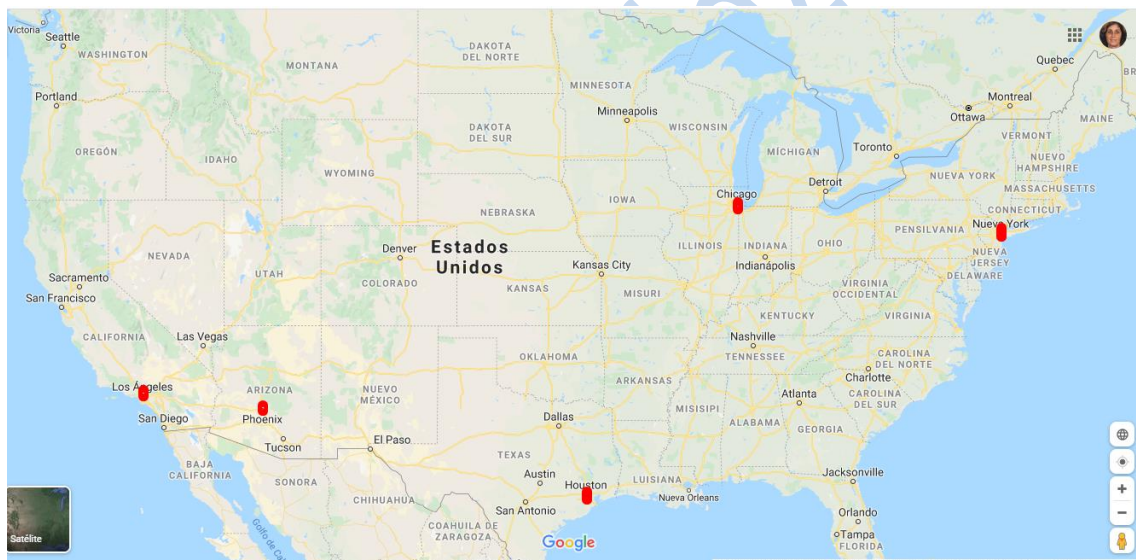 Victoria
Seattle
WASHINGTON
MONTANA
DAKOTA
DEL NORTE
MINNESOTA
Quebec
Portland
Minneapolis
WISCONSIN
Montreal
Ottawa
MAINE
DAKOTA
DEL SUR
VERMONT
OREGÓN
IDAHO
MÍCHIGAN
Toronto
NUEVO
HAMPSHIRE
WYOMING
NUEVA YORK
MASSACHUSETTS
Detroit
Chicago
IOWA
NEBRASKA
CONNECTICUT
PENSILVANIA
Nueva York
Denver
Estados
Unidos
ILLINOIS
INDIANA
OHIO
NEVADA
NUEVA
JERSEY
Kansas City
Indianápolis
UTAH
DELAWARE
Sacramento
COLORADO
KANSAS
MISURI
VIRGINIA
OCCIDENTAL
San Francisco
VIRGINIA
KENTUCKY
CALIFORNIA
Las Vegas
Nashville
OKLAHOMA
TENNESSEE
CAROLINA
DEL NORTE
Los Ángeles
ARIZONA
NUEVO
MÉXICO
ARKANSAS
Charlotte
Atlanta
CAROLINA
DEL SUR
San Diego
Phoenix
Dallas
MISISIPI
ALABAMA
GEORGIA
Tucson
El Paso
TEXAS
BAJA
CALIFORNIA
SONORA
Austin
Houston
LUISIANA
Jacksonville
CHIHUAHUA
San Antonio
Nueva Orleans
COAHUILA DE
ZARAGOZA
Orlando
Tampa
FLORIDA
Satélite
Google